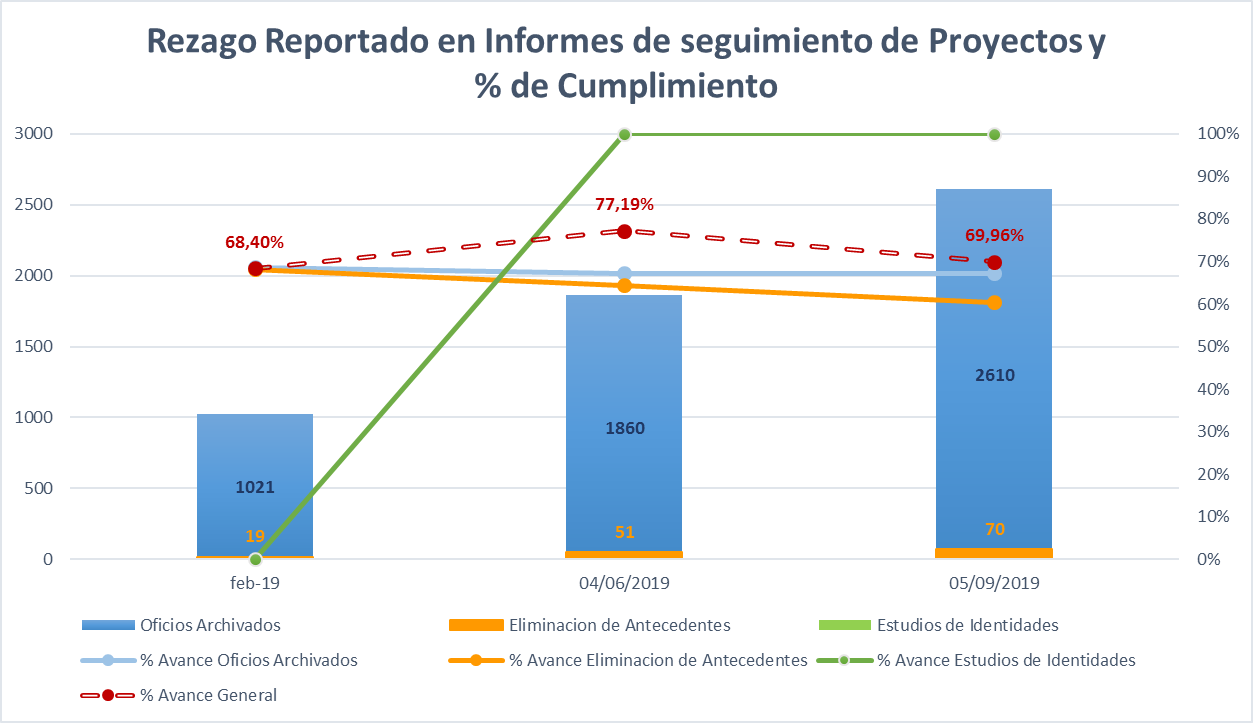 Rezago Reportado en Informes de seguimiento de Proyectos y
% de Cumplimiento
3000 100%
90%
2500
80%
77,19%
68,40% 69,96%
2000 70%
60%
1500 50%
2610
40%
1000 1860
30%
1021
500 20%
19 51 70
10%
0 0%
feb-19 04/06/2019 05/09/2019
Oficios Archivados Eliminacion de Antecedentes Estudios de Identidades
% Avance Oficios Archivados % Avance Eliminacion de Antecedentes % Avance Estudios de Identidades
% Avance General